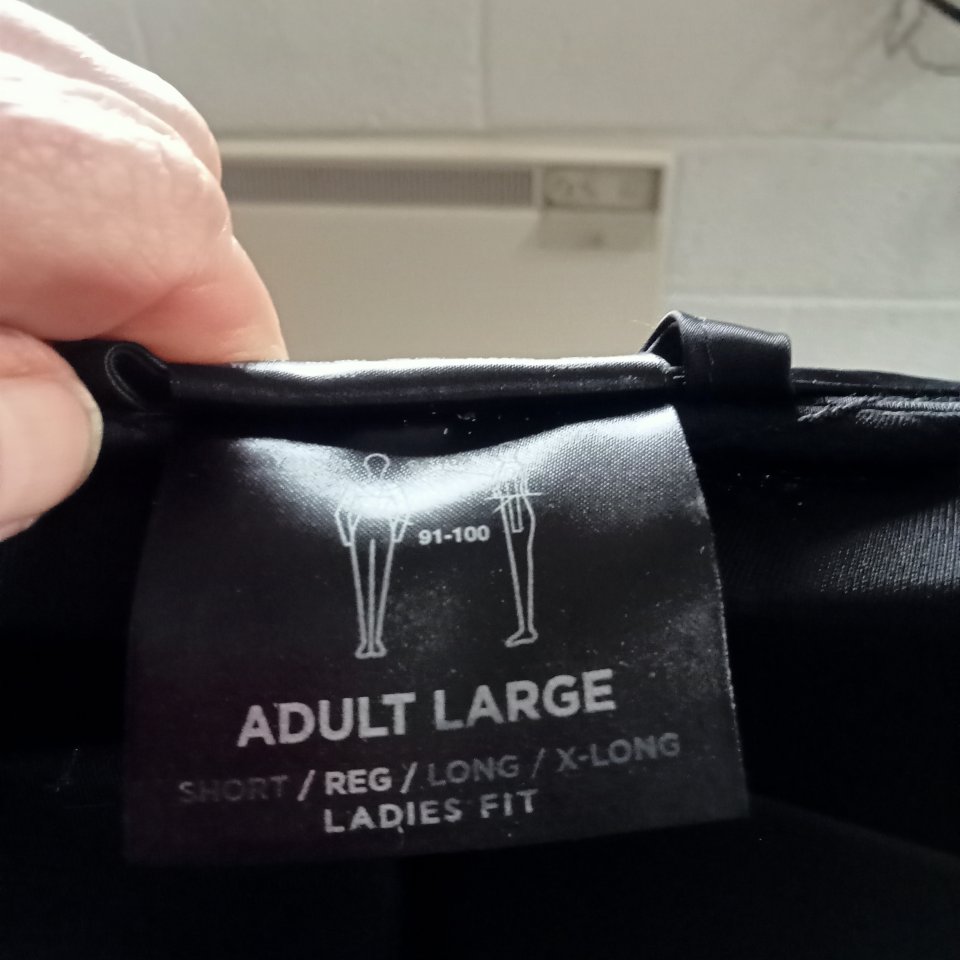 91-100
ADULT LARGE
SHORT / REG / LONG / X-LONG
LADIES FIT